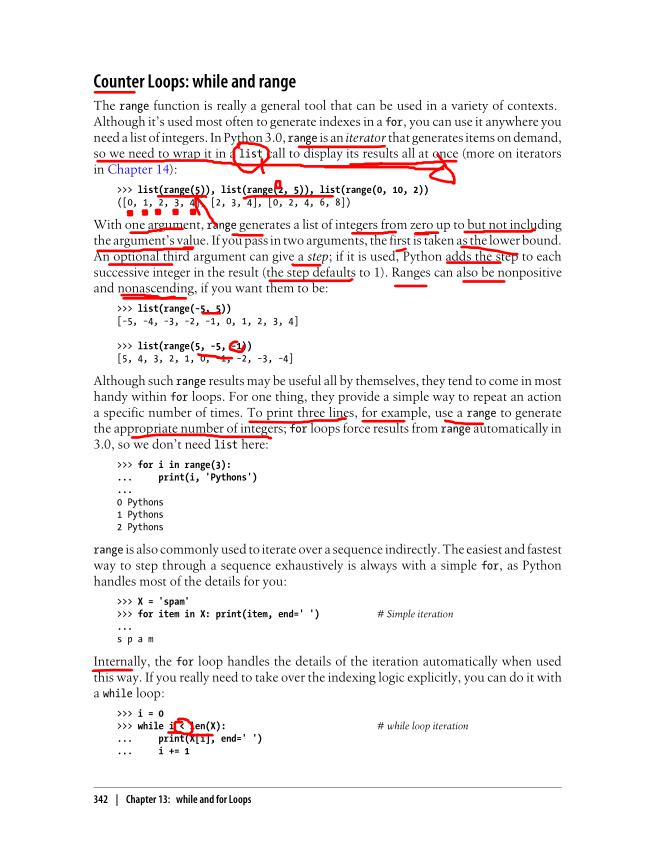 Counter Loops: while and range
The range function is really a general tool that can be used in a variety of contexts.
Although it's used most often to generate indexes in a for, you can use it anywhere you
need a list of integers. In Python 3.0, range is an iterator that generates items on demand,
so we need to wrap it in a list call to display its results all at once (more on iterators
in Chapter 14):
>>> list(range(5)), list(range(2, 5)), list(range(0, 10, 2))
([0, 1, 2, 3, 4], [2, 3, 4], [0, 2, 4, 6, 8])
With one argument, range generates a list of integers from zero up to but not including
the argument's value. If you pass in two arguments, the first is taken as the lower bound.
An optional third argument can give a step; if it is used, Python adds the step to each
successive integer in the result (the step defaults to 1). Ranges can also be nonpositive
and nonascending, if you want them to be:
>>> list(range(-5, 5))
[-5, -4, -3, -2, -1, 0, 1, 2, 3, 4]
>>> list(range(5, -5, -1))
[5, 4, 3, 2, 1, 0, -1, -2, -3, -4]
Although such range results may be useful all by themselves, they tend to come in most
handy within for loops. For one thing, they provide a simple way to repeat an action
a specific number of times. To print three lines, for example, use a range to generate
the appropriate number of integers; for loops force results from range automatically in
3.0, so we don't need list here:
>>> for i in range(3):
...     print(i, 'Pythons')
...
0 Pythons
1 Pythons
2 Pythons
range is also commonly used to iterate over a sequence indirectly. The easiest and fastest
way to step through a sequence exhaustively is always with a simple for, as Python
handles most of the details for you:
>>> X = 'spam'
>>> for item in X: print(item, end=' ')          # Simple iteration
...
s p a m
Internally, the for loop handles the details of the iteration automatically when used
this way. If you really need to take over the indexing logic explicitly, you can do it with
a while loop:
>>> i = 0
>>> while i < len(X):          # while loop iteration
...     print(X[i], end=' ')
...     i += 1
342 | Chapter 13: while and for Loops